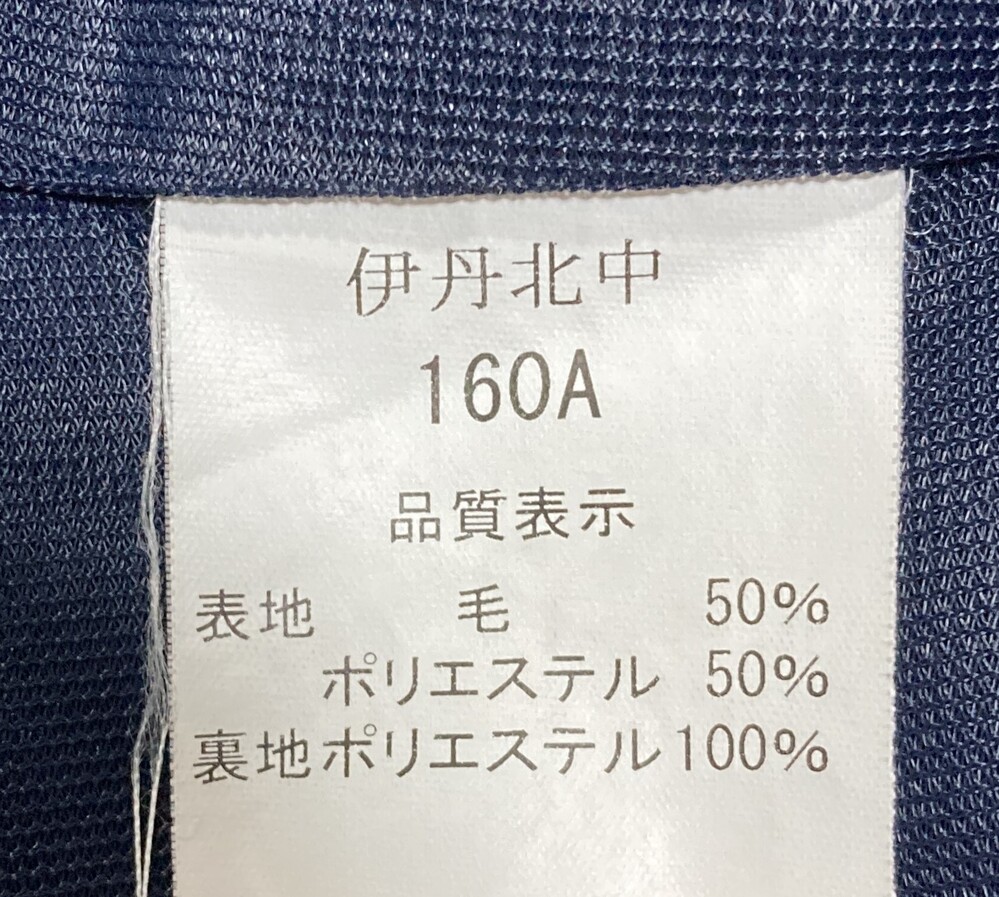 伊丹北中
160A
品質表示
表地 毛 50%
ポリエステル 50%
裏地ポリエステル100%